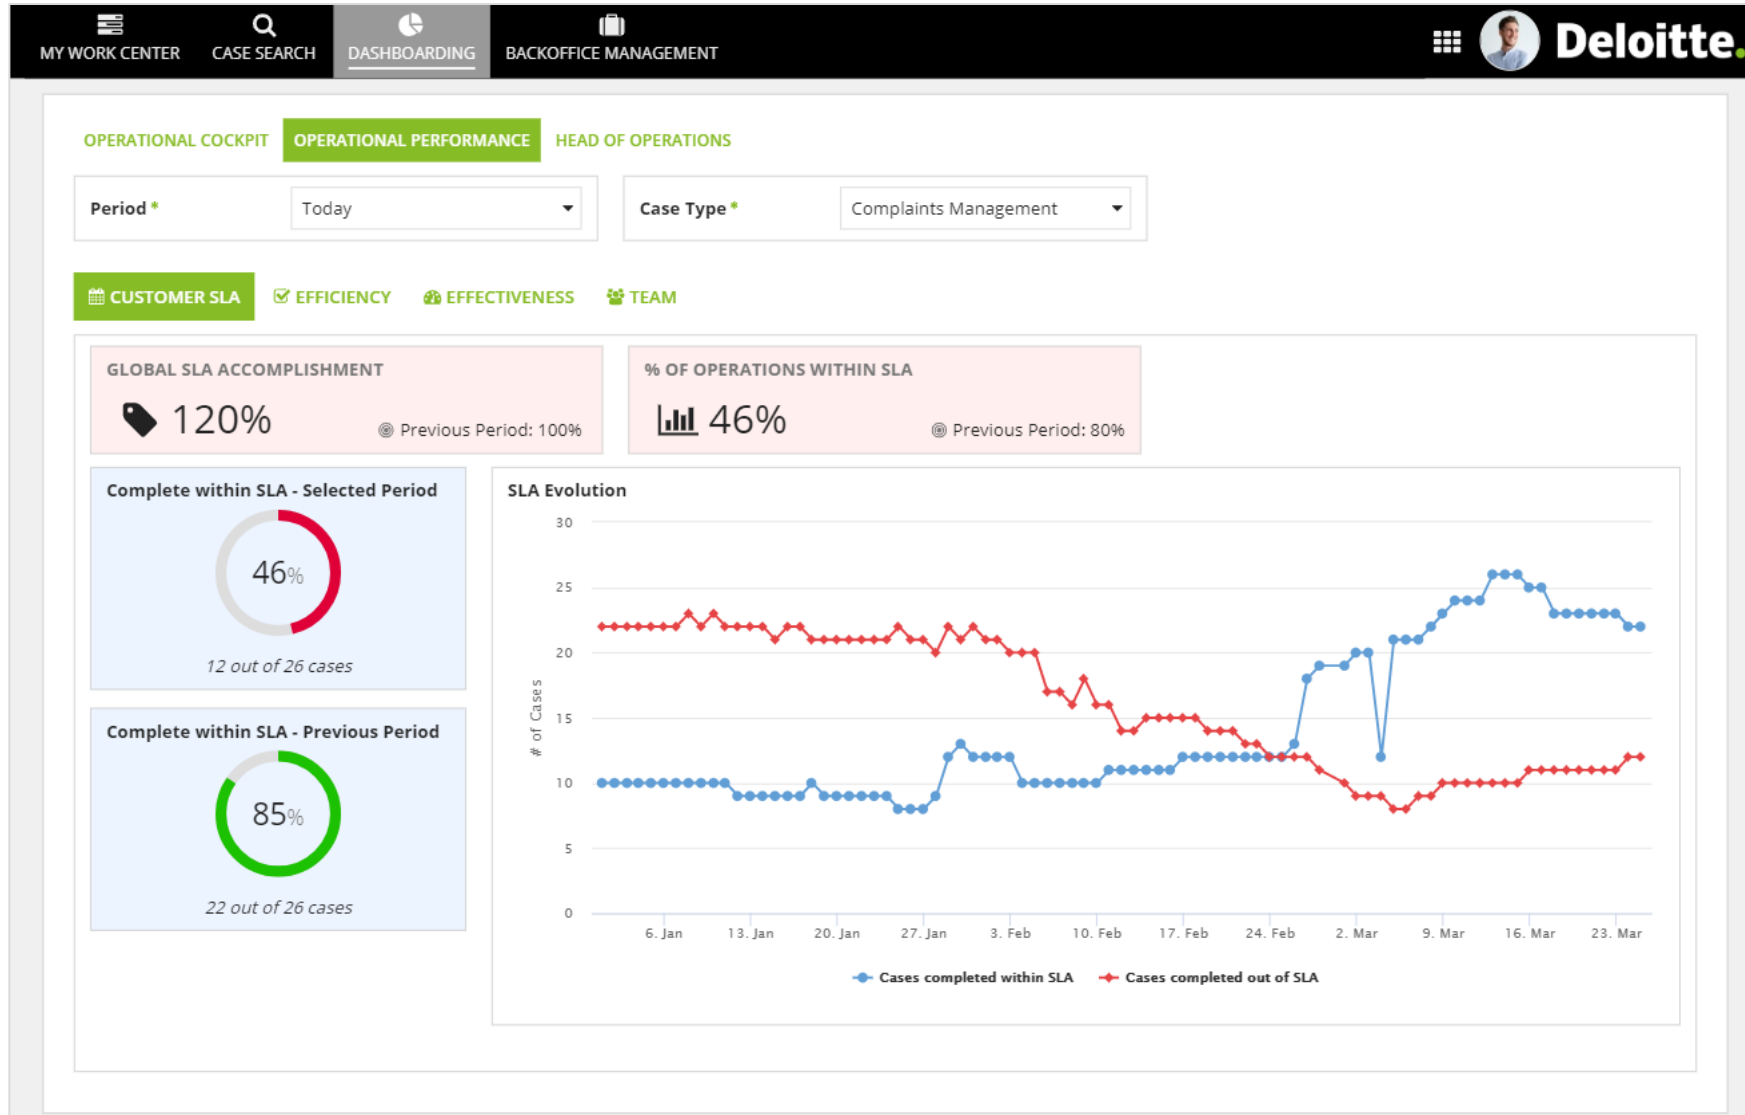 MY WORK CENTER CASE SEARCH DASHBOARDING BACKOFFICE MANAGEMENT Deloitte.
OPERATIONAL COCKPIT OPERATIONAL PERFORMANCE HEAD OF OPERATIONS
Period * Today Case Type * Complaints Management
CUSTOMER SLA EFFICIENCY EFFECTIVENESS TEAM
GLOBAL SLA ACCOMPLISHMENT
120% Previous Period: 100%
% OF OPERATIONS WITHIN SLA
46% Previous Period: 80%
Complete within SLA - Selected Period
46%
12 out of 26 cases
Complete within SLA - Previous Period
85%
22 out of 26 cases
SLA Evolution
# of Cases
30
25
20
15
10
5
0
6. Jan 13. Jan 20. Jan 27. Jan 3. Feb 10. Feb 17. Feb 24. Feb 2. Mar 9. Mar 16. Mar 23. Mar
Cases completed within SLA Cases completed out of SLA